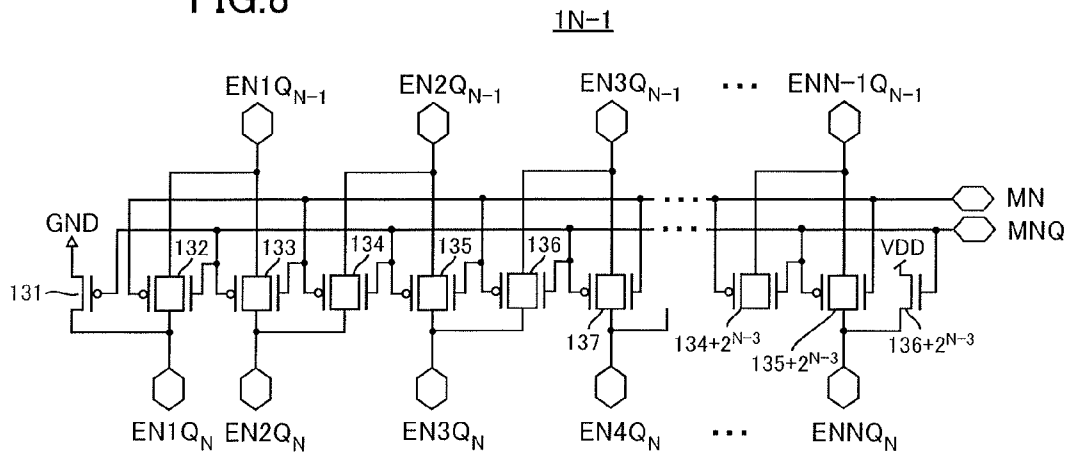 FIG.8
1N-1
EN1Q_{N-1} EN2Q_{N-1} EN3Q_{N-1} ... ENN-1Q_{N-1}
MN
MNQ
GND
VDD
131 132 133 134 135 136 137 134+2^{N-3} 135+2^{N-3} 136+2^{N-3}
EN1Q_N EN2Q_N EN3Q_N EN4Q_N ... ENNQ_N